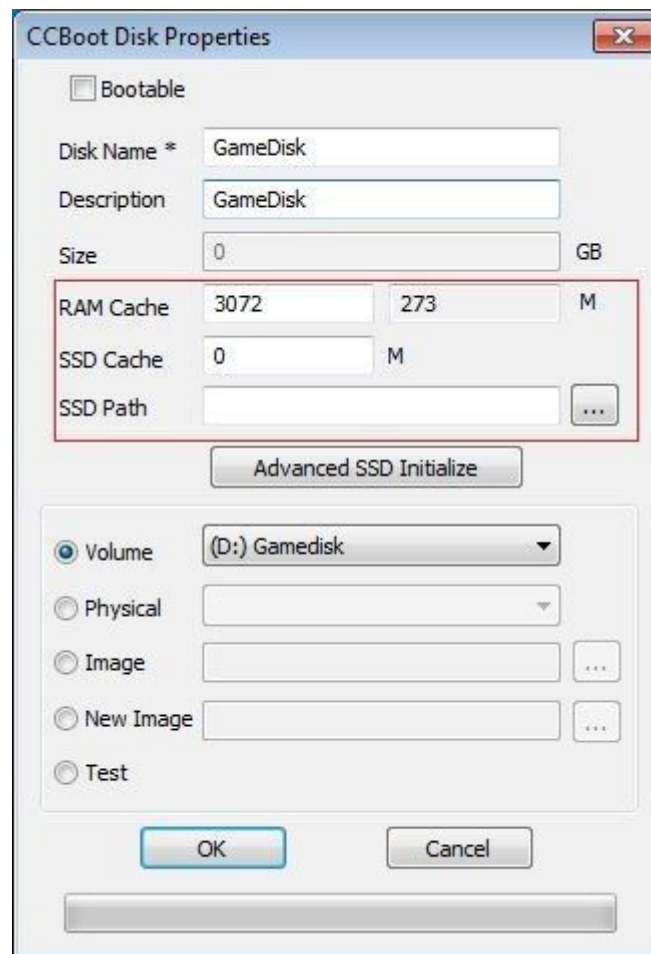 CCBoot Disk Properties
Bootable
Disk Name * GameDisk
Description GameDisk
Size 0 GB
RAM Cache 3072 273 M
SSD Cache 0 M
SSD Path ...
Advanced SSD Initialize
Volume (D:) Gamedisk
Physical
Image ...
New Image ...
Test
OK Cancel